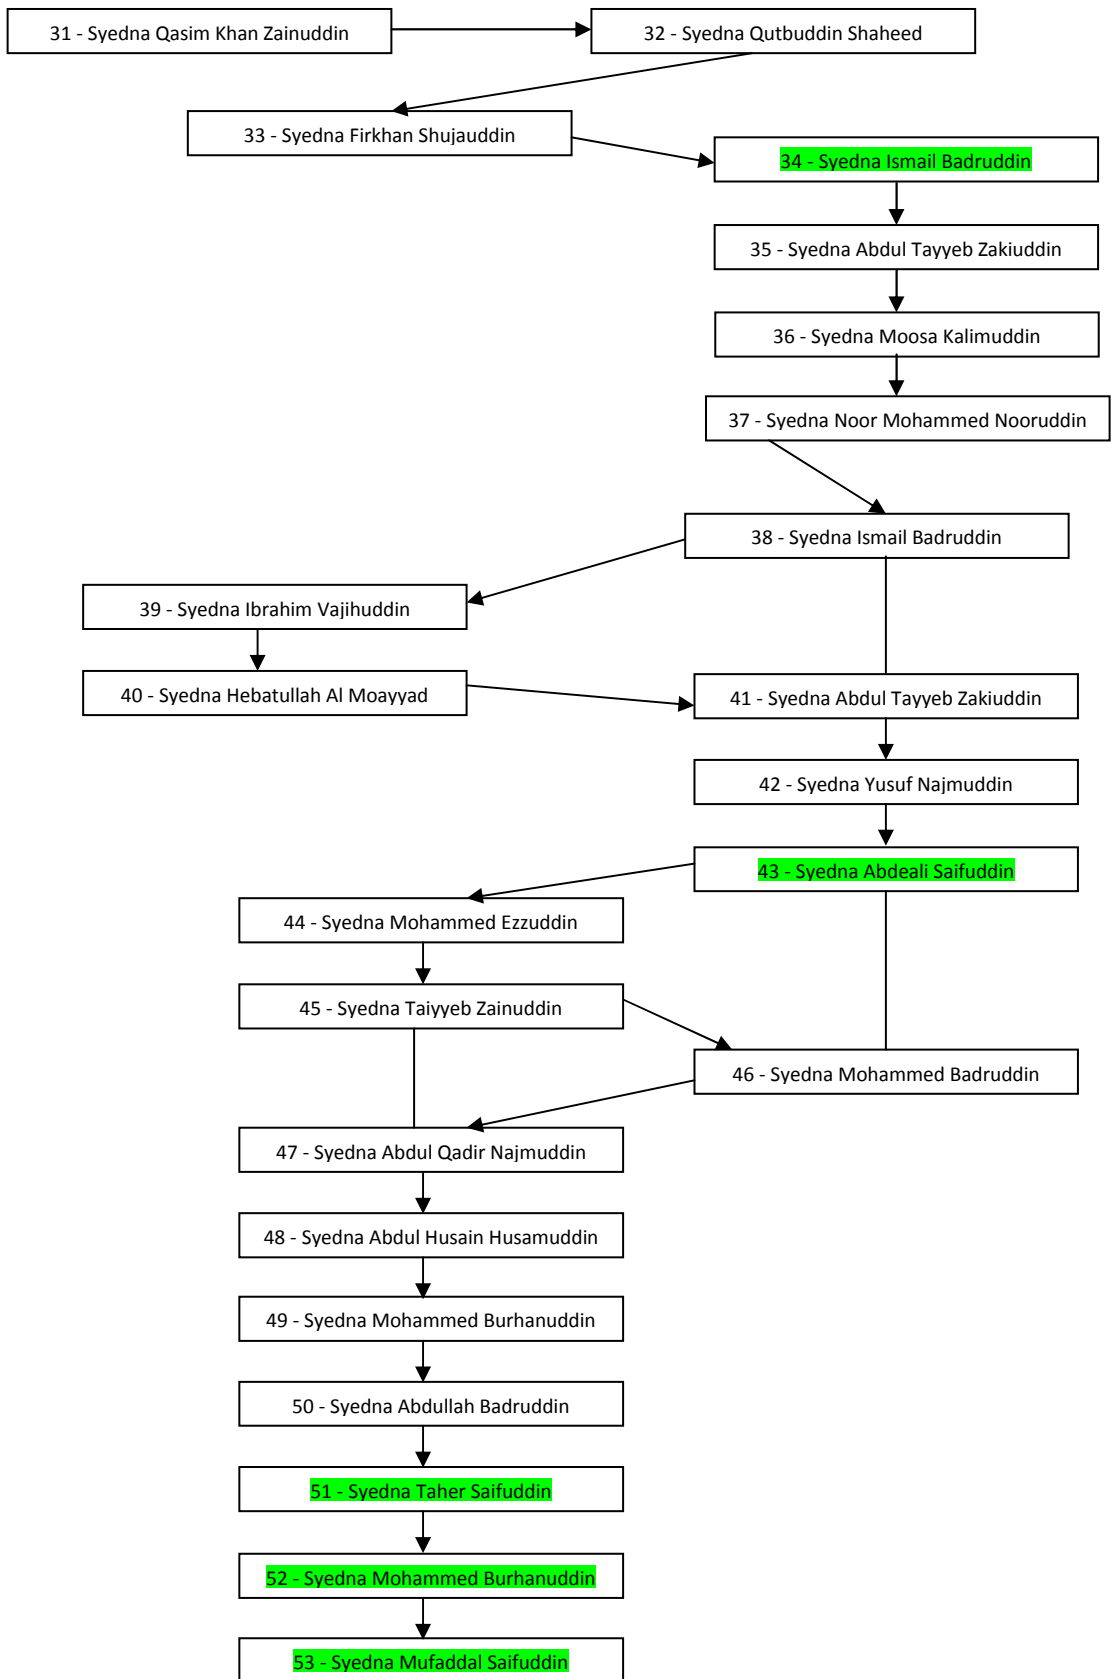 31 - Syedna Qasim Khan Zainuddin
32 - Syedna Qutbuddin Shaheed
33 - Syedna Firkhan Shujauddin
34 - Syedna Ismail Badruddin
35 - Syedna Abdul Tayyeb Zakiuddin
36 - Syedna Moosa Kalimuddin
37 - Syedna Noor Mohammed Nooruddin
38 - Syedna Ismail Badruddin
39 - Syedna Ibrahim Vajihuddin
40 - Syedna Hebatullah Al Moayyad
41 - Syedna Abdul Tayyeb Zakiuddin
42 - Syedna Yusuf Najmuddin
43 - Syedna Abdeali Saifuddin
44 - Syedna Mohammed Ezzuddin
45 - Syedna Taiyyeb Zainuddin
46 - Syedna Mohammed Badruddin
47 - Syedna Abdul Qadir Najmuddin
48 - Syedna Abdul Husain Husamuddin
49 - Syedna Mohammed Burhanuddin
50 - Syedna Abdullah Badruddin
51 - Syedna Taher Saifuddin
52 - Syedna Mohammed Burhanuddin
53 - Syedna Mufaddal Saifuddin